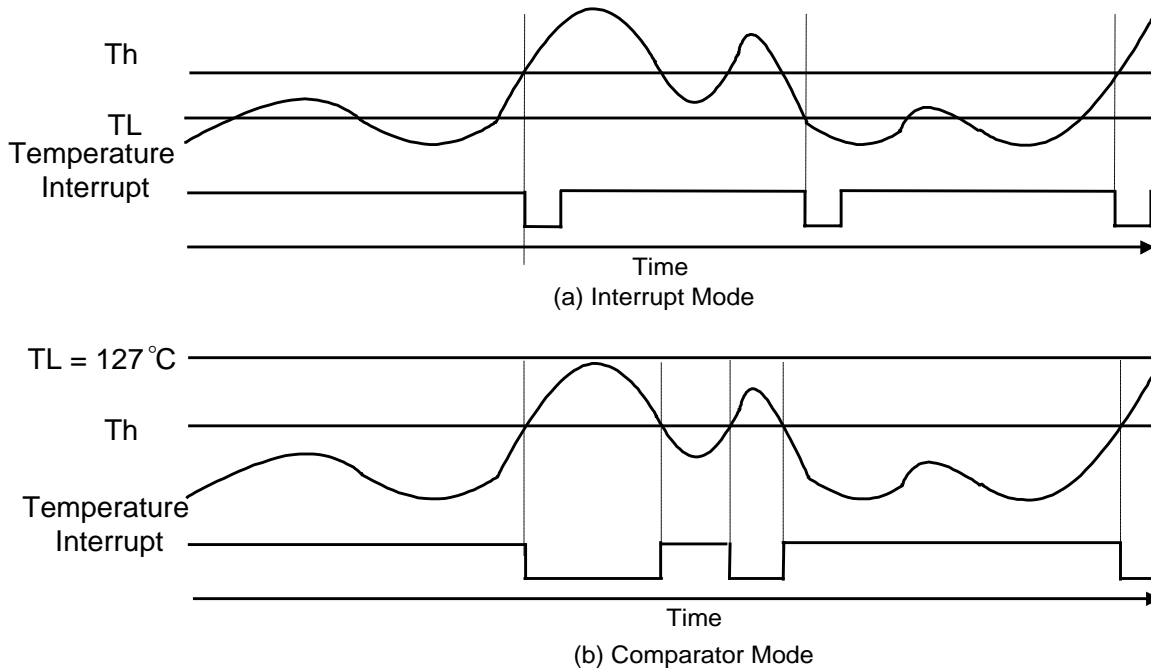 Th
TL
Temperature
Interrupt
Time
(a) Interrupt Mode
TL = 127°C
Th
Temperature
Interrupt
Time
(b) Comparator Mode